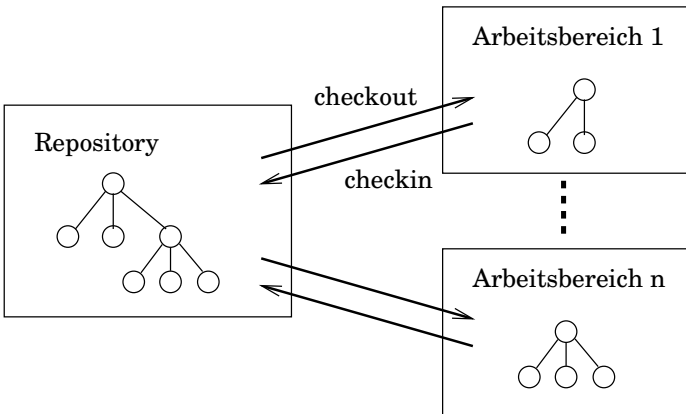 Arbeitsbereich 1
checkout
Repository
checkin
Arbeitsbereich n